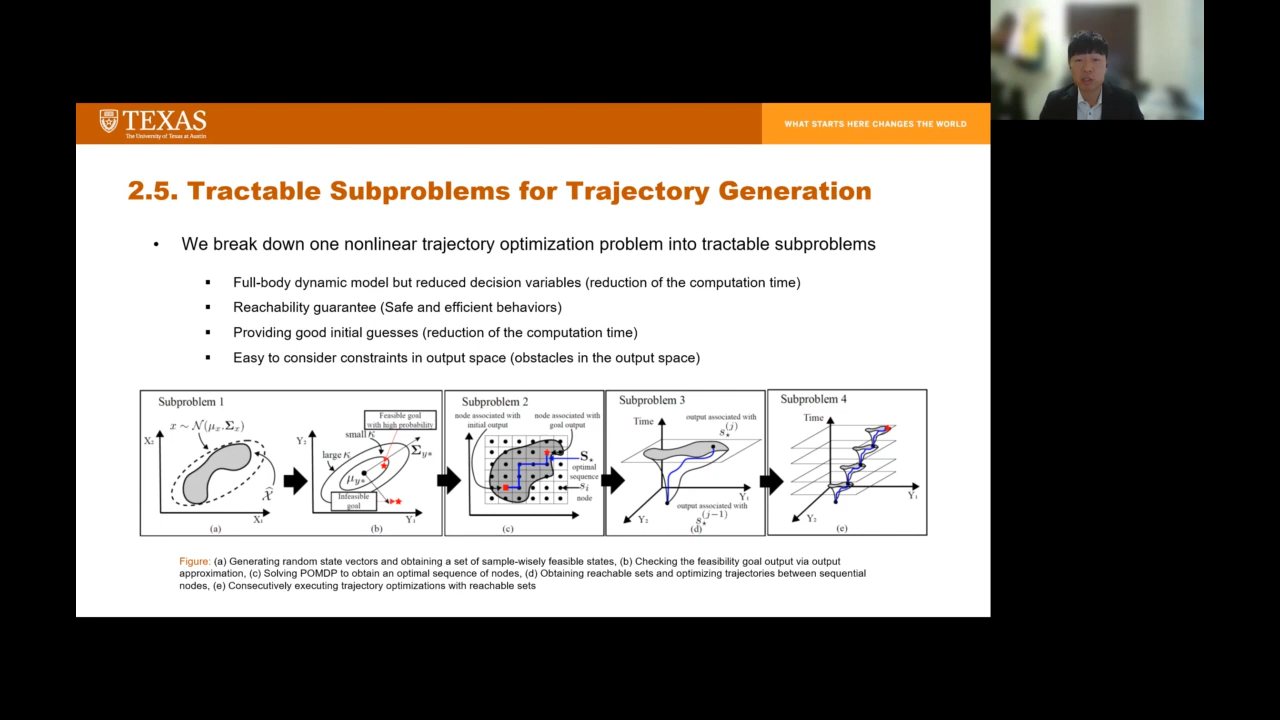 TEXAS
The University of Texas at Austin
WHAT STARTS HERE CHANGES THE WORLD
2.5. Tractable Subproblems for Trajectory Generation
• We break down one nonlinear trajectory optimization problem into tractable subproblems
▪ Full-body dynamic model but reduced decision variables (reduction of the computation time)
▪ Reachability guarantee (Safe and efficient behaviors)
▪ Providing good initial guesses (reduction of the computation time)
▪ Easy to consider constraints in output space (obstacles in the output space)
Subproblem 1
x ~ N(μₓ, Σₓ)
X₂
X₁
X̂
(a)
Feasible goal
with high probability
small κ
large κ
Y₂
Σy*
μy*
Infeasible
goal
Y₁
(b)
Subproblem 2
node associated with
initial output
node associated with
goal output
S⋆
optimal
sequence
sᵢ
node
(c)
Subproblem 3
Time
output associated with
s⋆^(j)
Y₁
Y₂
output associated with
s⋆^(j-1)
(d)
Subproblem 4
Time
Y₁
Y₂
(e)
Figure: (a) Generating random state vectors and obtaining a set of sample-wisely feasible states, (b) Checking the feasibility goal output via output
approximation, (c) Solving POMDP to obtain an optimal sequence of nodes, (d) Obtaining reachable sets and optimizing trajectories between sequential
nodes, (e) Consecutively executing trajectory optimizations with reachable sets